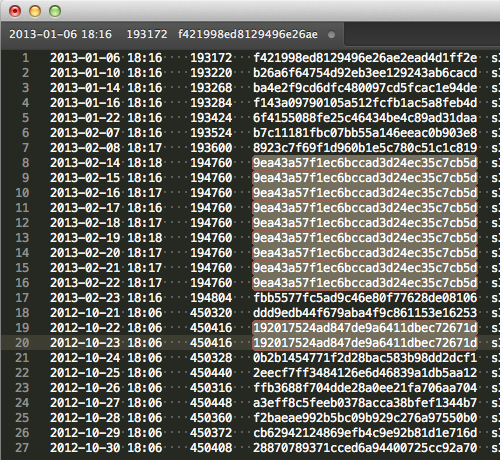 2013-01-06 18:16 193172 f421998ed8129496e26ae
1 2013-01-06 18:16 193172 f421998ed8129496e26ae2ead4d1ff2e
2 2013-01-10 18:16 193220 b26a6f64754d92eb3ee129243ab6cacd
3 2013-01-14 18:16 193268 ba4e2f9cd6dfc480097cd5fcac1e94de
4 2013-01-16 18:16 193284 f143a09790105a512fcfb1ac5a8feb4d
5 2013-01-22 18:16 193424 6f4155088fe25c46434be4c89ad31daa
6 2013-02-07 18:16 193524 b7c11181fbc07bb55a146eeac0b903e8
7 2013-02-08 18:17 193600 8923c7f69f1d960b1e5c780c51c1c819
8 2013-02-14 18:18 194760 9ea43a57f1ec6bccad3d24ec35c7cb5d
9 2013-02-15 18:18 194760 9ea43a57f1ec6bccad3d24ec35c7cb5d
10 2013-02-16 18:17 194760 9ea43a57f1ec6bccad3d24ec35c7cb5d
11 2013-02-17 18:16 194760 9ea43a57f1ec6bccad3d24ec35c7cb5d
12 2013-02-18 18:17 194760 9ea43a57f1ec6bccad3d24ec35c7cb5d
13 2013-02-19 18:18 194760 9ea43a57f1ec6bccad3d24ec35c7cb5d
14 2013-02-20 18:17 194760 9ea43a57f1ec6bccad3d24ec35c7cb5d
15 2013-02-21 18:17 194760 9ea43a57f1ec6bccad3d24ec35c7cb5d
16 2013-02-22 18:17 194760 9ea43a57f1ec6bccad3d24ec35c7cb5d
17 2013-02-23 18:16 194804 fbb5577fc5ad9c46e80f77628de08106
18 2012-10-21 18:06 450320 ddd9edb44f679aba4f9c861153e16253
19 2012-10-22 18:06 450416 192017524ad847de9a6411dbec72671d
20 2012-10-23 18:06 450416 192017524ad847de9a6411dbec72671d
21 2012-10-24 18:06 450328 0b2b1454771f2d28bac583b98dd2dcf1
22 2012-10-25 18:06 450440 2eecf7ff3484126e6d46839a1db5aa12
23 2012-10-26 18:06 450316 ffb3688f704dde28a0ee21fa706aa704
24 2012-10-27 18:06 450448 a3eff8c5feeb0378acca38bfef1344b7
25 2012-10-28 18:06 450360 f2baeae992b5bc09b929c276a97550b0
26 2012-10-29 18:06 450372 cb62942124869efb4c9e92b81d1e716d
27 2012-10-30 18:06 450408 28870789371cced6a94400725cc92a70